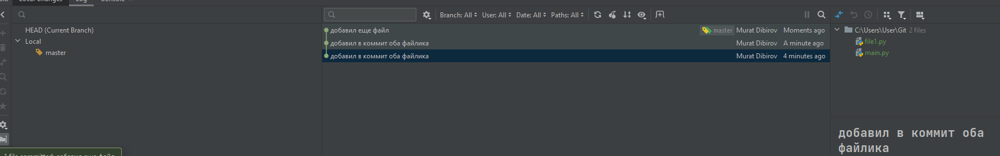 Local Changes Log Console
Branch: All User: All Date: All Paths: All
HEAD (Current Branch)
Local
master
добавил еще файл master Murat Dibirov Moments ago
добавил в коммит оба файлика Murat Dibirov A minute ago
добавил в коммит оба файлика Murat Dibirov 4 minutes ago
C:\Users\User\Git 2 files
file1.py
main.py
добавил в коммит оба
файлика
1 file committed: добавил еще файл